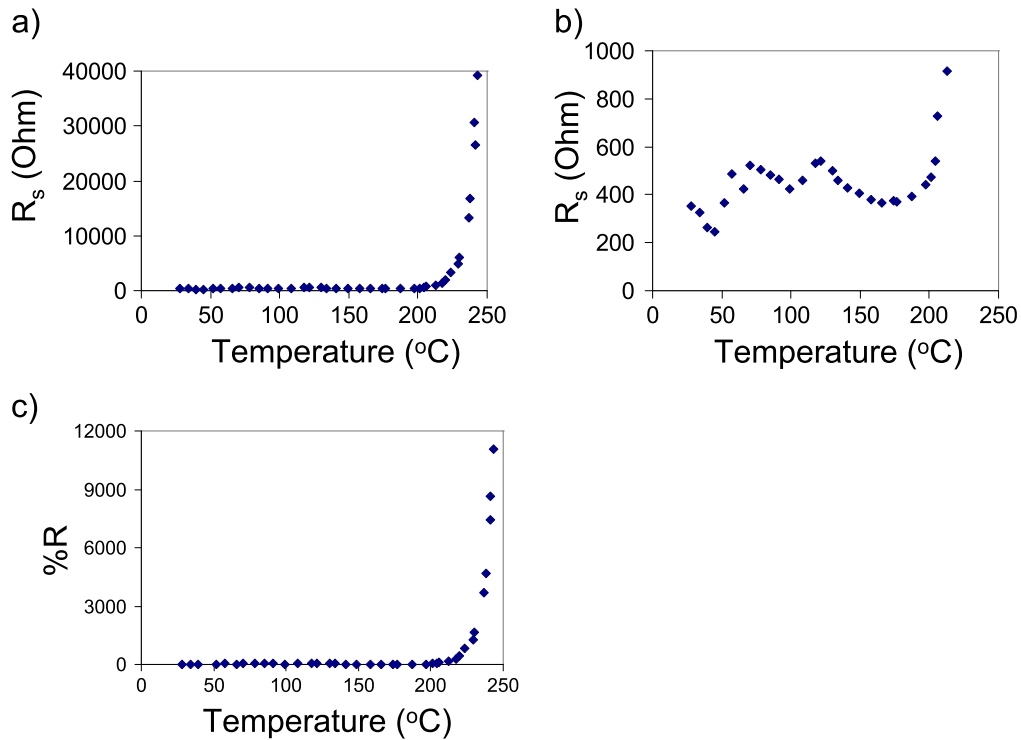 a)
40000
30000
20000
10000
0
Rs (Ohm)
0 50 100 150 200 250
Temperature (oC)
b)
1000
800
600
400
200
0
Rs (Ohm)
0 50 100 150 200 250
Temperature (oC)
c)
12000
9000
6000
3000
0
%R
0 50 100 150 200 250
Temperature (oC)